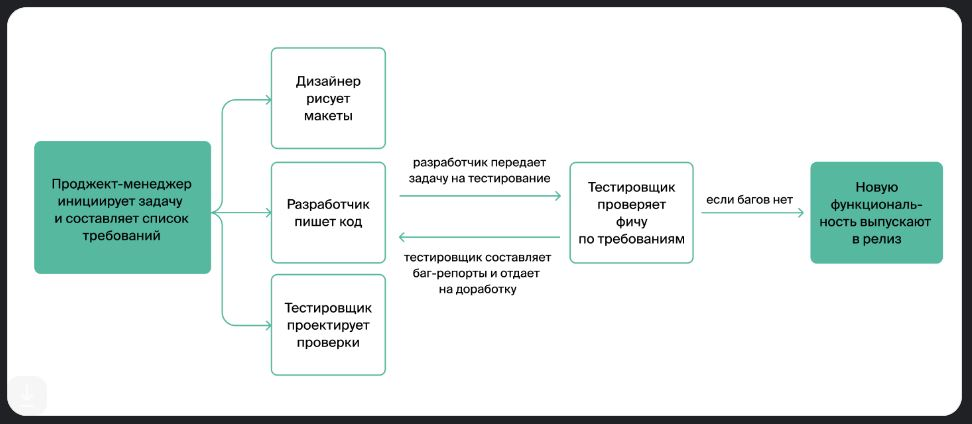 Дизайнер
рисует
макеты
Проджект-менеджер
инициирует задачу
и составляет список
требований
Разработчик
пишет код
Тестировщик
проектирует
проверки
разработчик передает
задачу на тестирование
тестировщик составляет
баг-репорты и отдает
на доработку
Тестировщик
проверяет
фичу
по требованиям
если багов нет
Новую
функциональ-
ность выпускают
в релиз